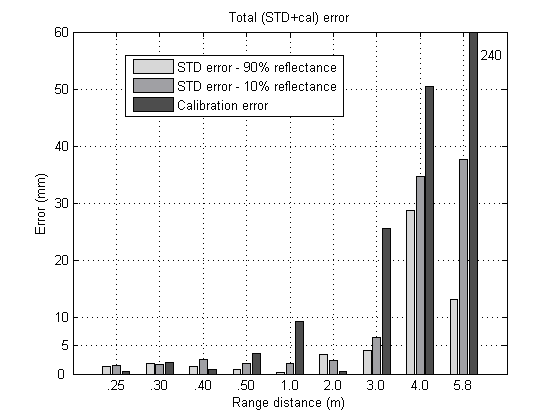 Total (STD+cal) error
60
50
40
30
20
10
5
0
Error (mm)
STD error - 90% reflectance
STD error - 10% reflectance
Calibration error
240
.25 .30 .40 .50 1.0 2.0 3.0 4.0 5.8
Range distance (m)